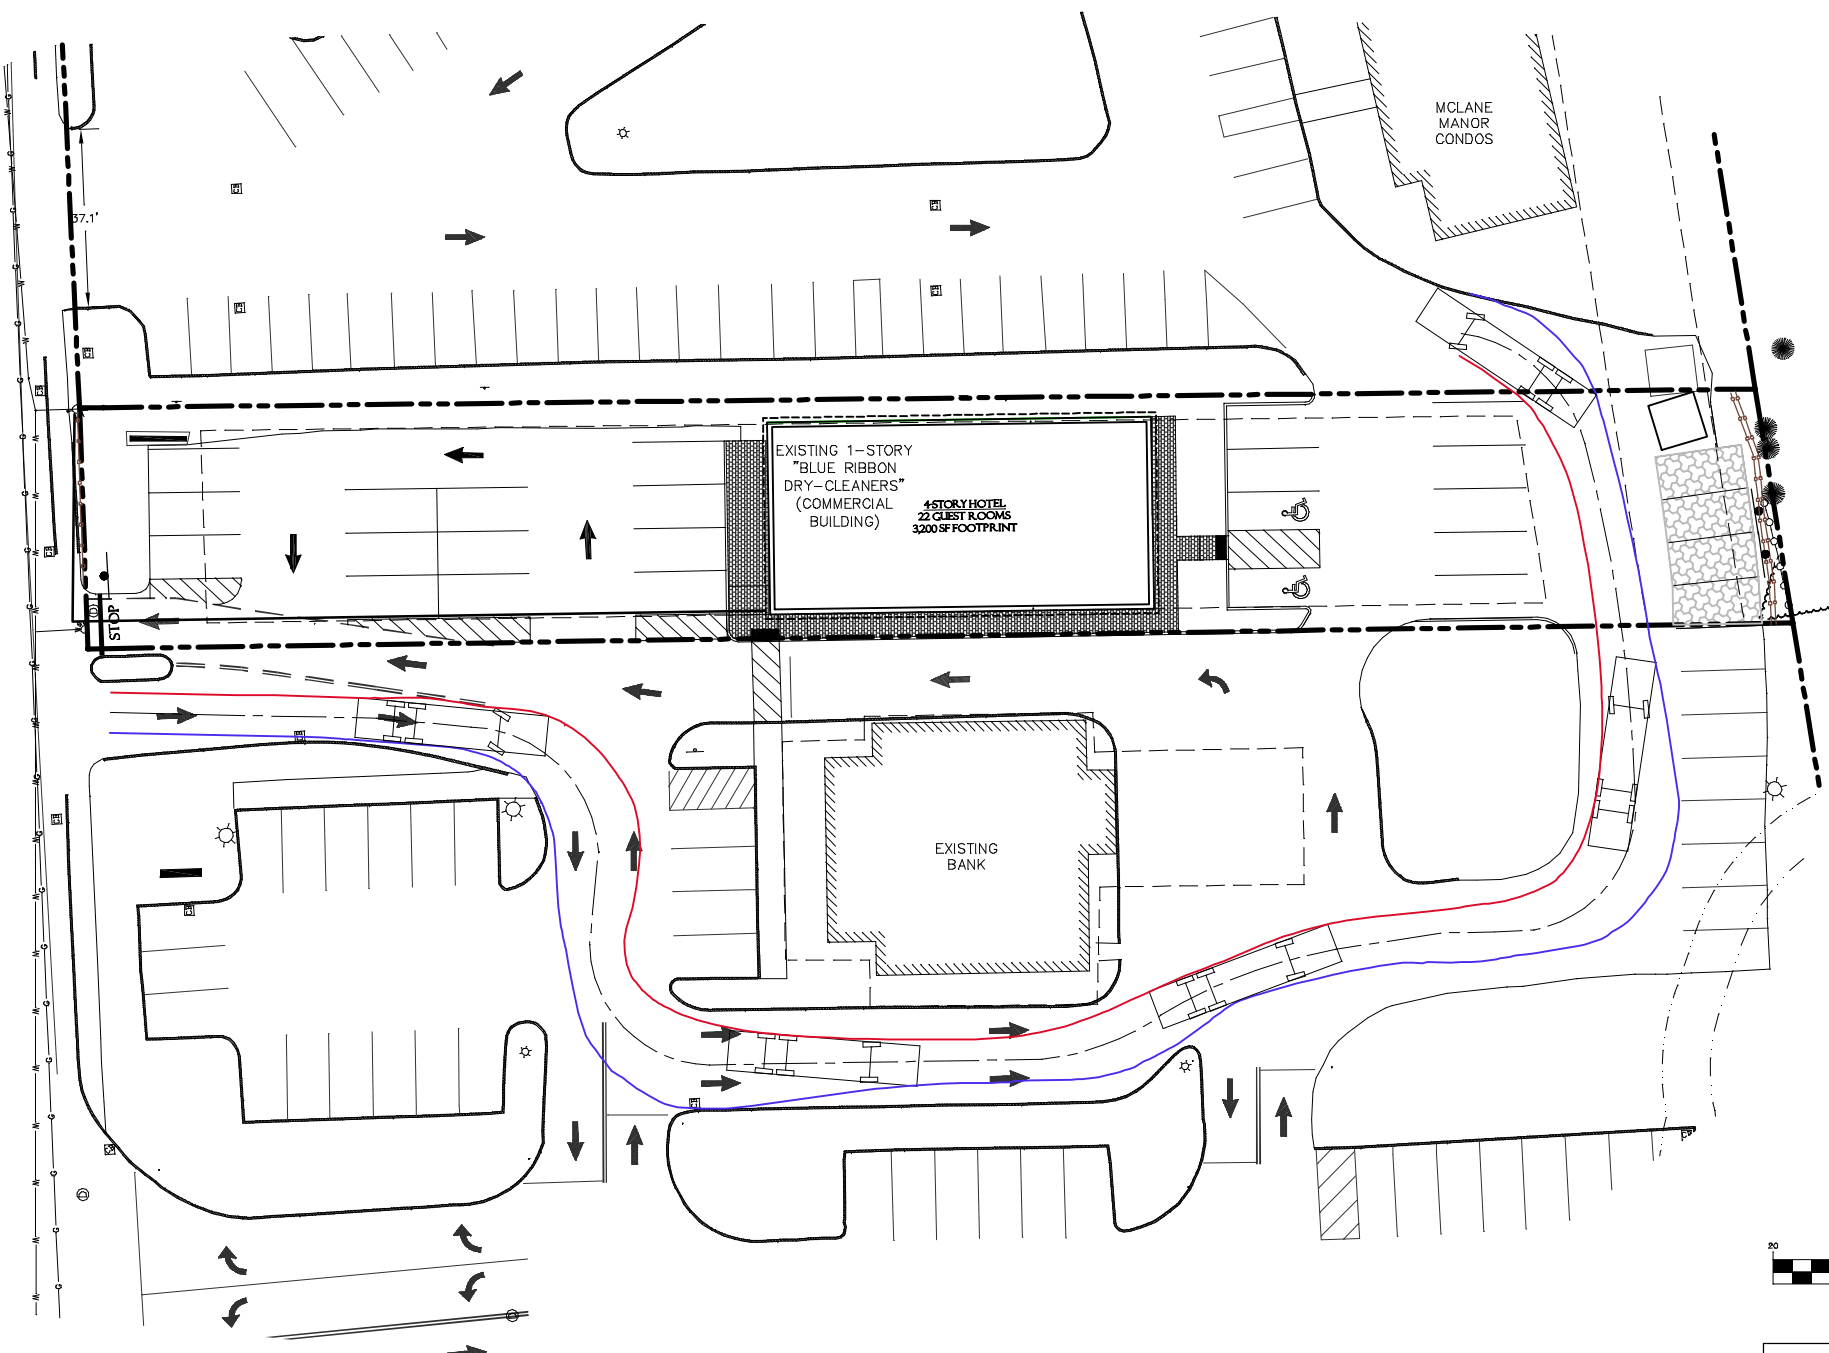 MCLANE
MANOR
CONDOS
37.1'
EXISTING 1-STORY
"BLUE RIBBON
DRY-CLEANERS"
(COMMERCIAL
BUILDING)
4-STORY HOTEL
22 GUEST ROOMS
3,200 SF FOOTPRINT
STOP
EXISTING
BANK
20